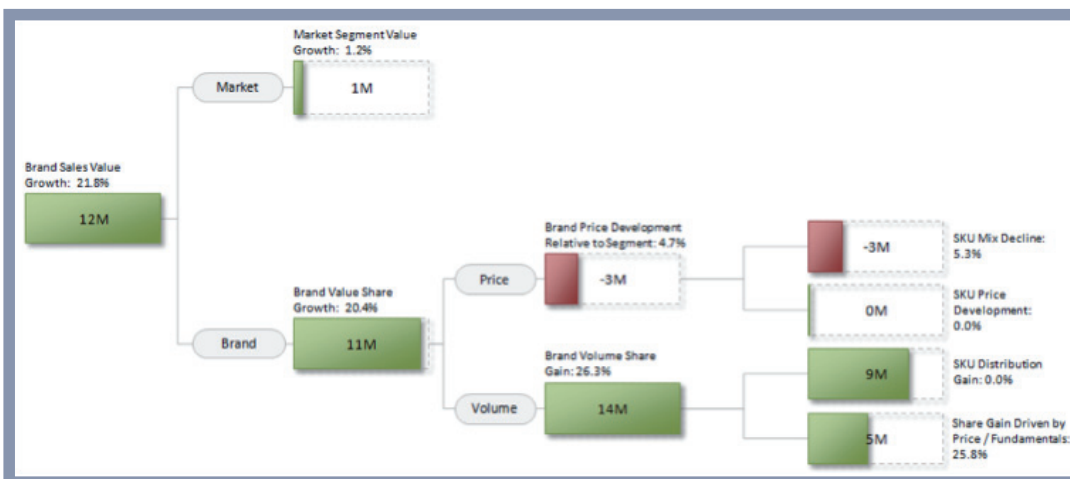 Market Segment Value
Growth: 1.2%
Market
1M
Brand Sales Value
Growth: 21.8%
12M
Brand Value Share
Growth: 20.4%
Brand
11M
Brand Price Development
Relative to Segment: 4.7%
Price
-3M
-3M
SKU Mix Decline:
5.3%
0M
SKU Price
Development:
0.0%
Brand Volume Share
Gain: 26.3%
Volume
14M
9M
SKU Distribution
Gain: 0.0%
5M
Share Gain Driven by
Price / Fundamentals:
25.8%